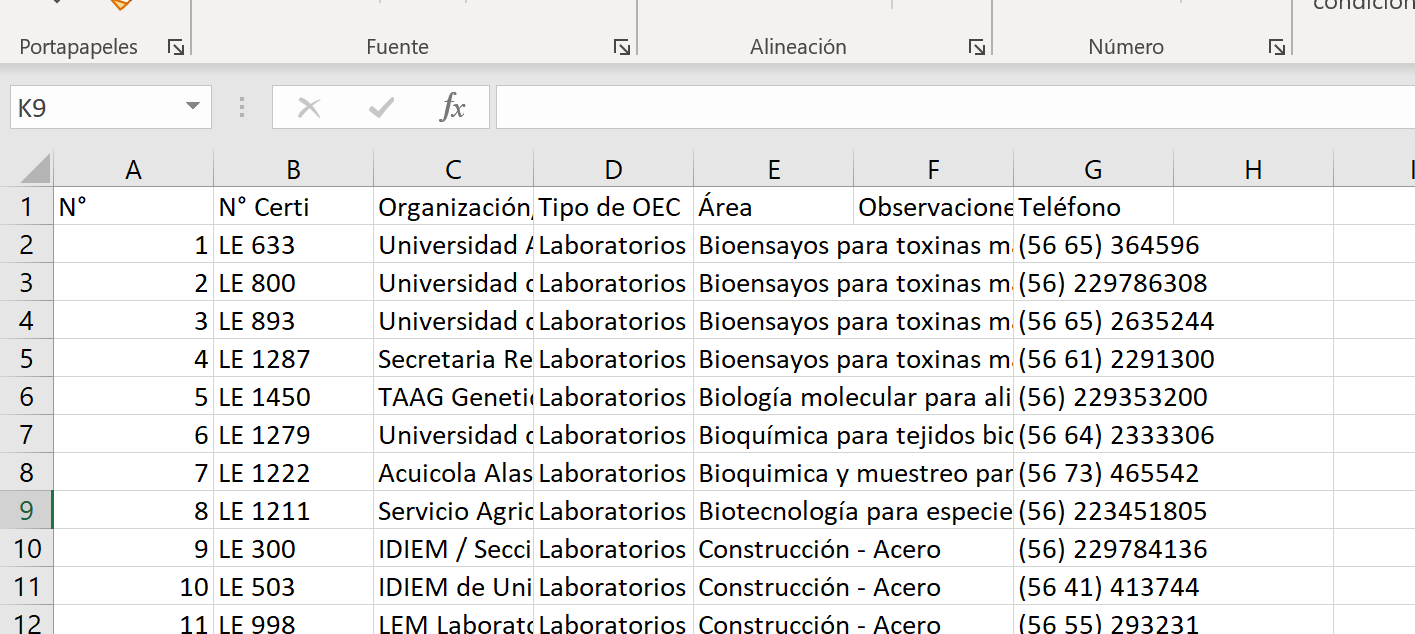 condicion
Portapapeles Fuente Alineación Número
K9 fx
A B C D E F G H I
1 N° N° Certi Organización/ Tipo de OEC Área Observacione Teléfono
2 1 LE 633 Universidad A Laboratorios Bioensayos para toxinas ma (56 65) 364596
3 2 LE 800 Universidad d Laboratorios Bioensayos para toxinas ma (56) 229786308
4 3 LE 893 Universidad d Laboratorios Bioensayos para toxinas ma (56 65) 2635244
5 4 LE 1287 Secretaria Re Laboratorios Bioensayos para toxinas ma (56 61) 2291300
6 5 LE 1450 TAAG Geneti Laboratorios Biología molecular para ali (56) 229353200
7 6 LE 1279 Universidad d Laboratorios Bioquímica para tejidos bio (56 64) 2333306
8 7 LE 1222 Acuicola Alas Laboratorios Bioquimica y muestreo par (56 73) 465542
9 8 LE 1211 Servicio Agric Laboratorios Biotecnología para especie (56) 223451805
10 9 LE 300 IDIEM / Secci Laboratorios Construcción - Acero (56) 229784136
11 10 LE 503 IDIEM de Uni Laboratorios Construcción - Acero (56 41) 413744
12 11 LE 998 LEM Laborato Laboratorios Construcción - Acero (56 55) 293231